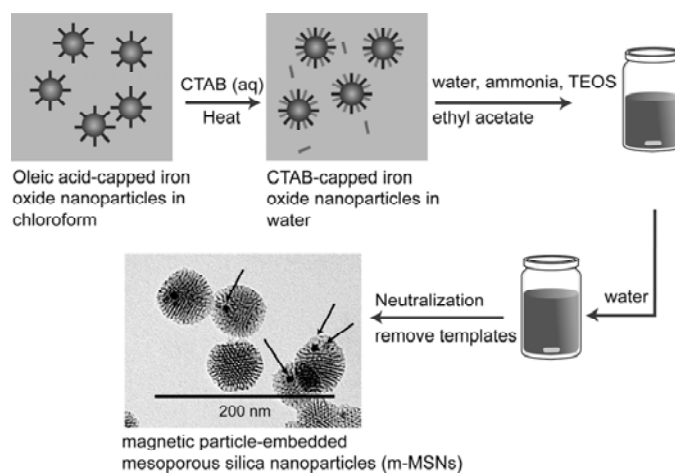 CTAB (aq)
Heat
water, ammonia, TEOS
ethyl acetate
Oleic acid-capped iron
oxide nanoparticles in
chloroform
CTAB-capped iron
oxide nanoparticles in
water
water
Neutralization
remove templates
200 nm
magnetic particle-embedded
mesoporous silica nanoparticles (m-MSNs)